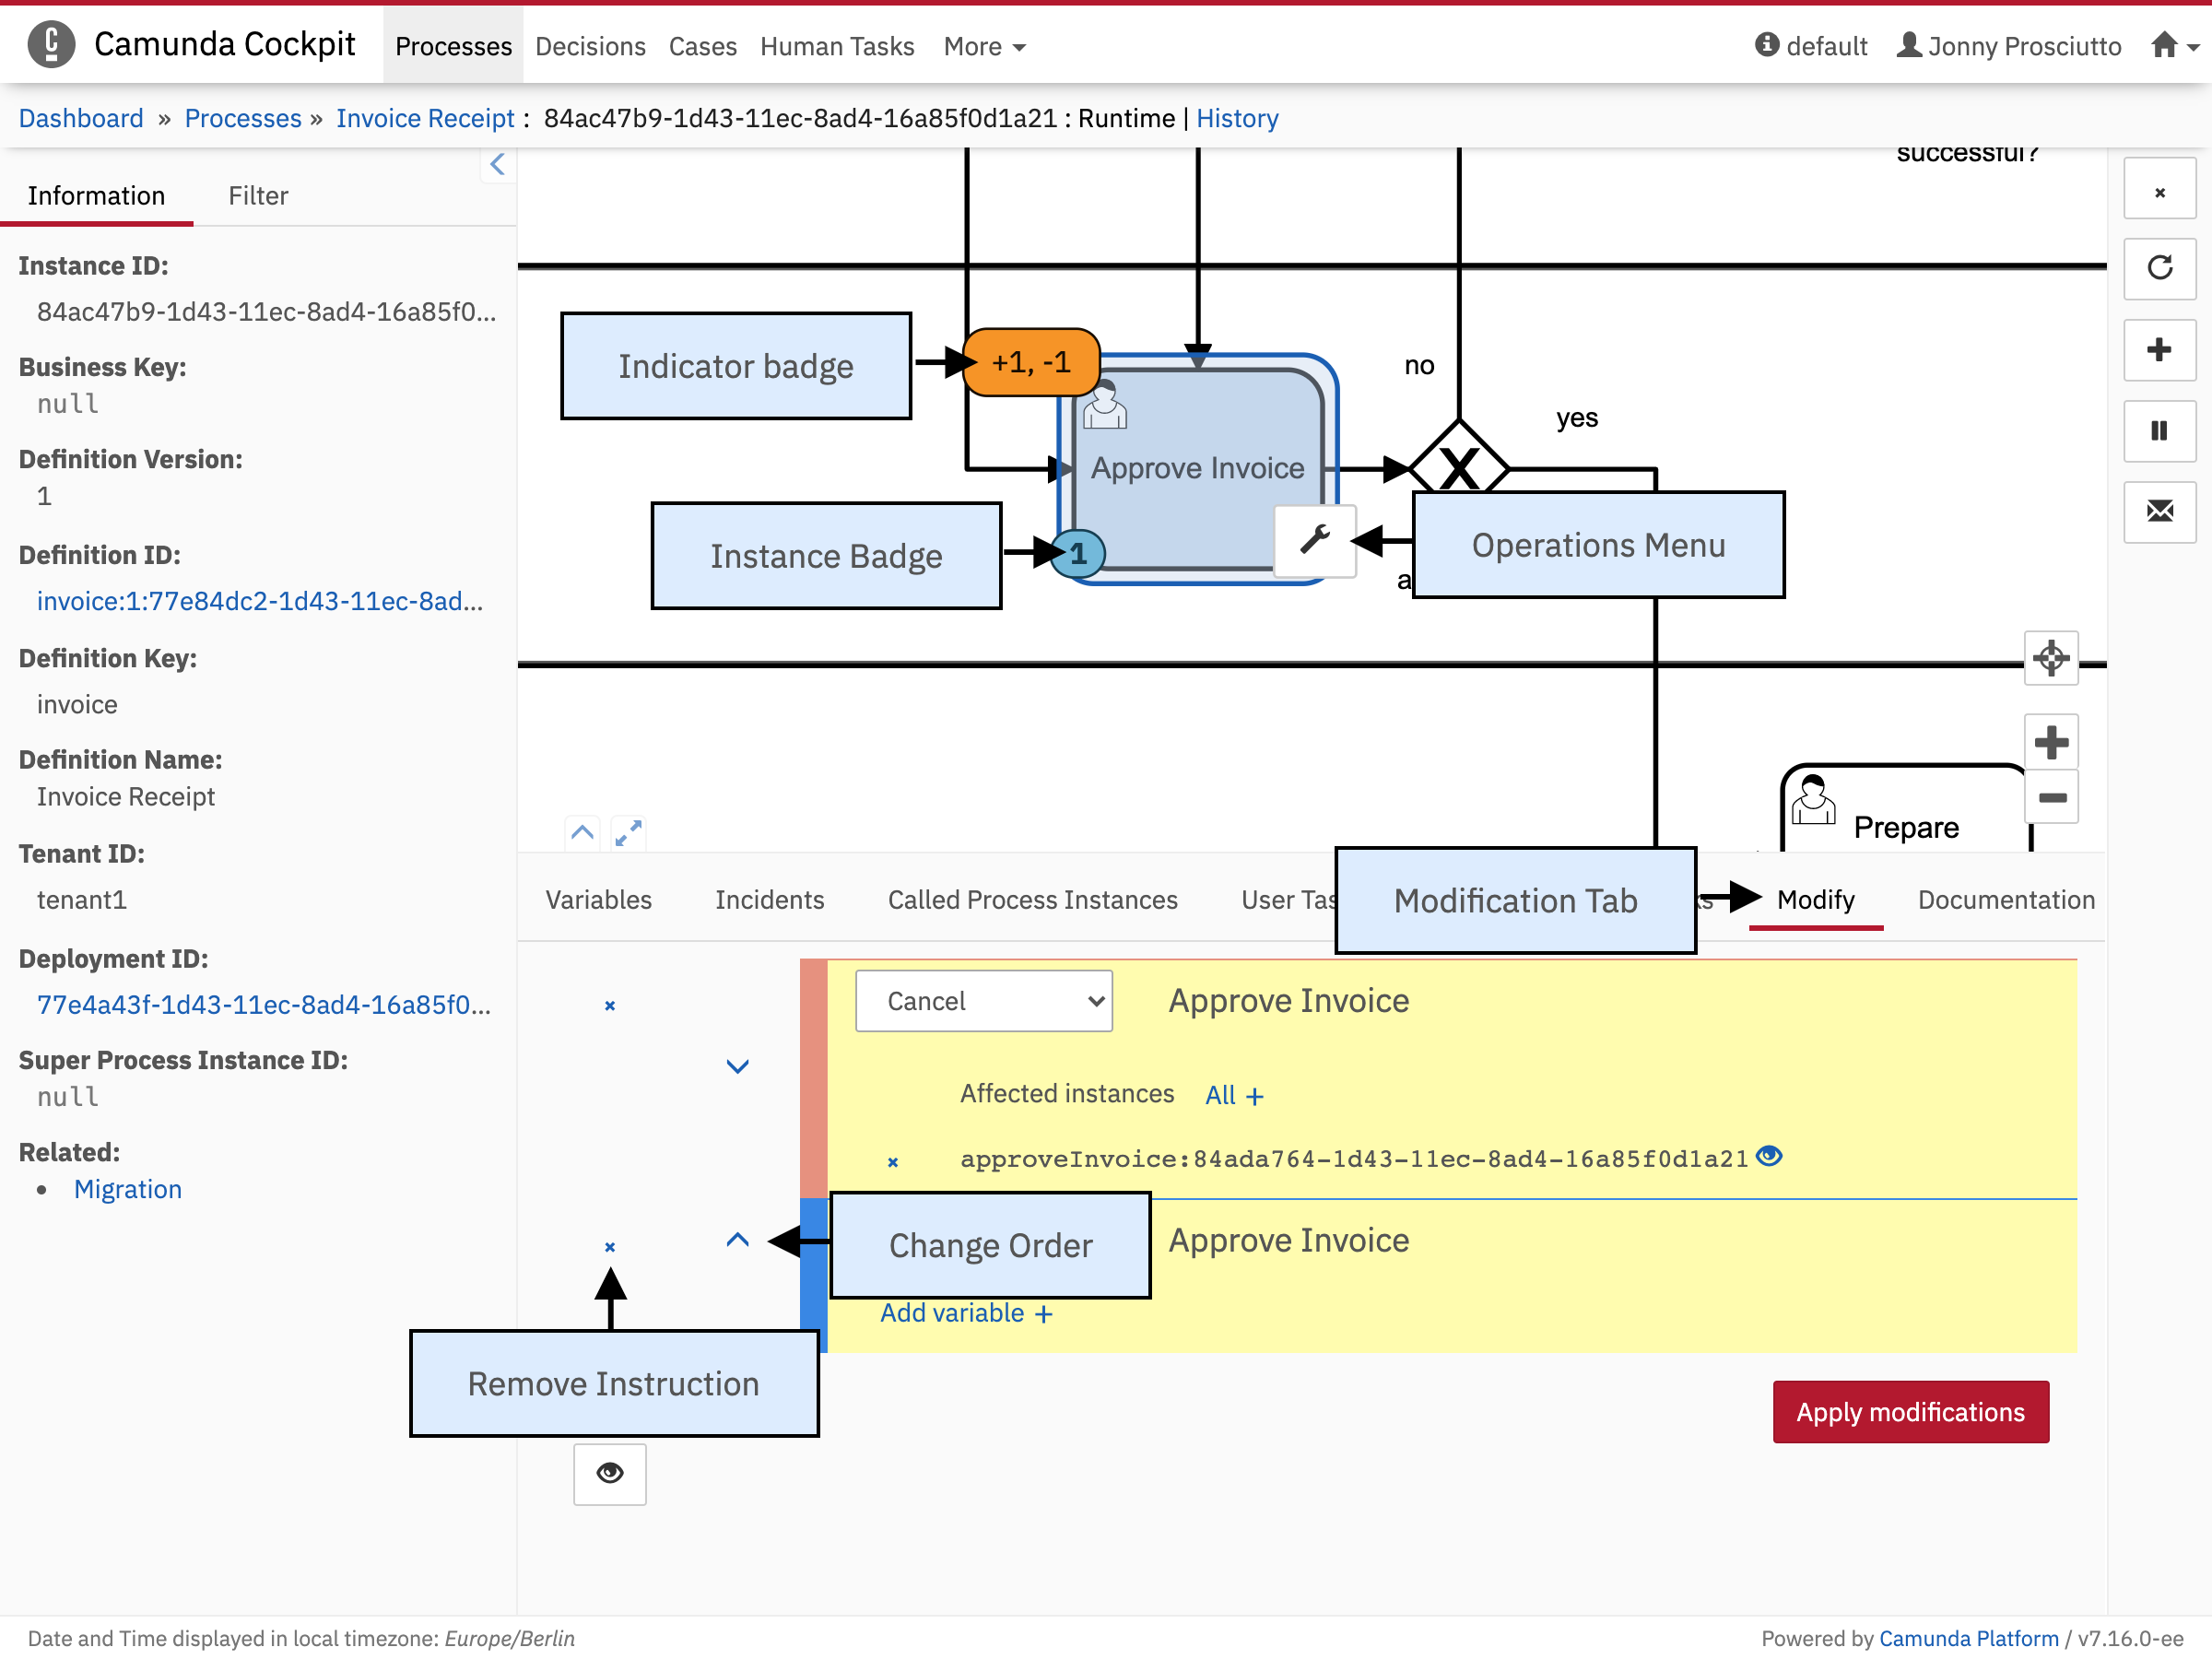 Camunda Cockpit Processes Decisions Cases Human Tasks More default Jonny Prosciutto
Dashboard » Processes » Invoice Receipt : 84ac47b9-1d43-11ec-8ad4-16a85f0d1a21 : Runtime | History
Information Filter
Instance ID:
84ac47b9-1d43-11ec-8ad4-16a85f0...
Business Key:
null
Definition Version:
1
Definition ID:
invoice:1:77e84dc2-1d43-11ec-8ad...
Definition Key:
invoice
Definition Name:
Invoice Receipt
Tenant ID:
tenant1
Deployment ID:
77e4a43f-1d43-11ec-8ad4-16a85f0...
Super Process Instance ID:
null
Related:
Migration
successful?
Indicator badge
+1, -1
no
yes
Approve Invoice
Instance Badge
1
Operations Menu
Prepare
Variables Incidents Called Process Instances User Tas Modification Tab Modify Documentation
Cancel Approve Invoice
Affected instances All +
approveInvoice:84ada764-1d43-11ec-8ad4-16a85f0d1a21
Change Order Approve Invoice
Add variable +
Remove Instruction
Apply modifications
Date and Time displayed in local timezone: Europe/Berlin
Powered by Camunda Platform / v7.16.0-ee